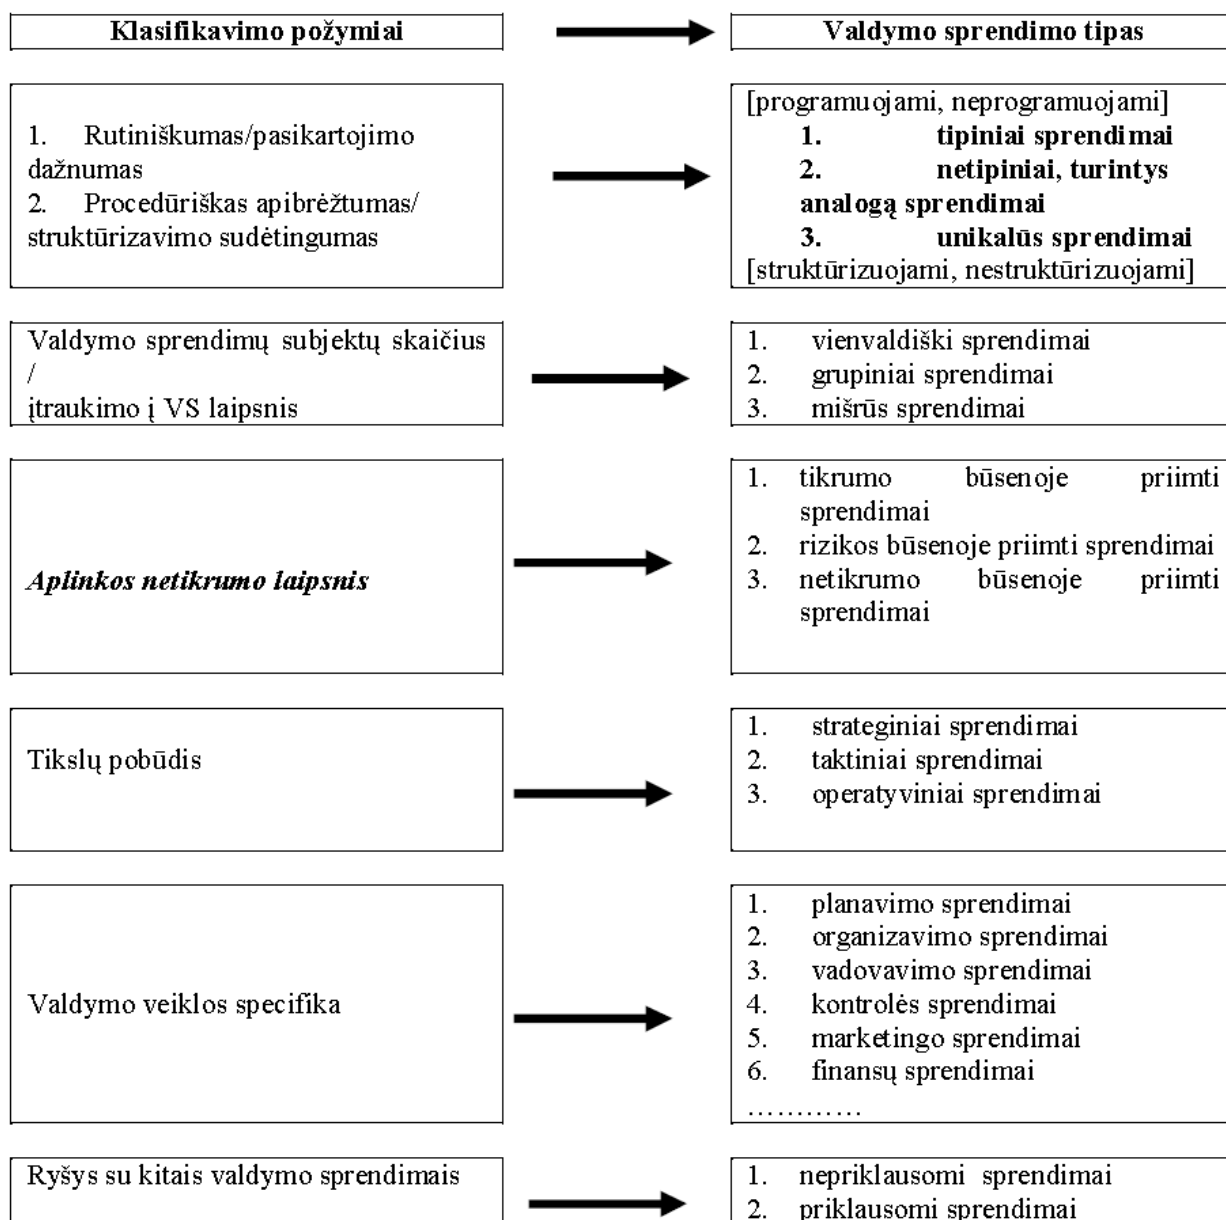 Klasifikavimo požymiai
Valdymo sprendimo tipas
1. Rutiniškumas/pasikartojimo
dažnumas
2. Procedūriškas apibrėžtumas/
struktūrizavimo sudėtingumas
[programuojami, neprogramuojami]
1. tipiniai sprendimai
2. netipiniai, turintys
analogą sprendimai
3. unikalūs sprendimai
[struktūrizuojami, nestruktūrizuojami]
Valdymo sprendimų subjektų skaičius
/
įtraukimo į VS laipsnis
1. vienvaldiški sprendimai
2. grupiniai sprendimai
3. mišrūs sprendimai
Aplinkos netikrumo laipsnis
1. tikrumo būsenoje priimti
sprendimai
2. rizikos būsenoje priimti sprendimai
3. netikrumo būsenoje priimti
sprendimai
Tikslų pobūdis
1. strateginiai sprendimai
2. taktiniai sprendimai
3. operatyviniai sprendimai
Valdymo veiklos specifika
1. planavimo sprendimai
2. organizavimo sprendimai
3. vadovavimo sprendimai
4. kontrolės sprendimai
5. marketingo sprendimai
6. finansų sprendimai
…………
Ryšys su kitais valdymo sprendimais
1. nepriklausomi sprendimai
2. priklausomi sprendimai